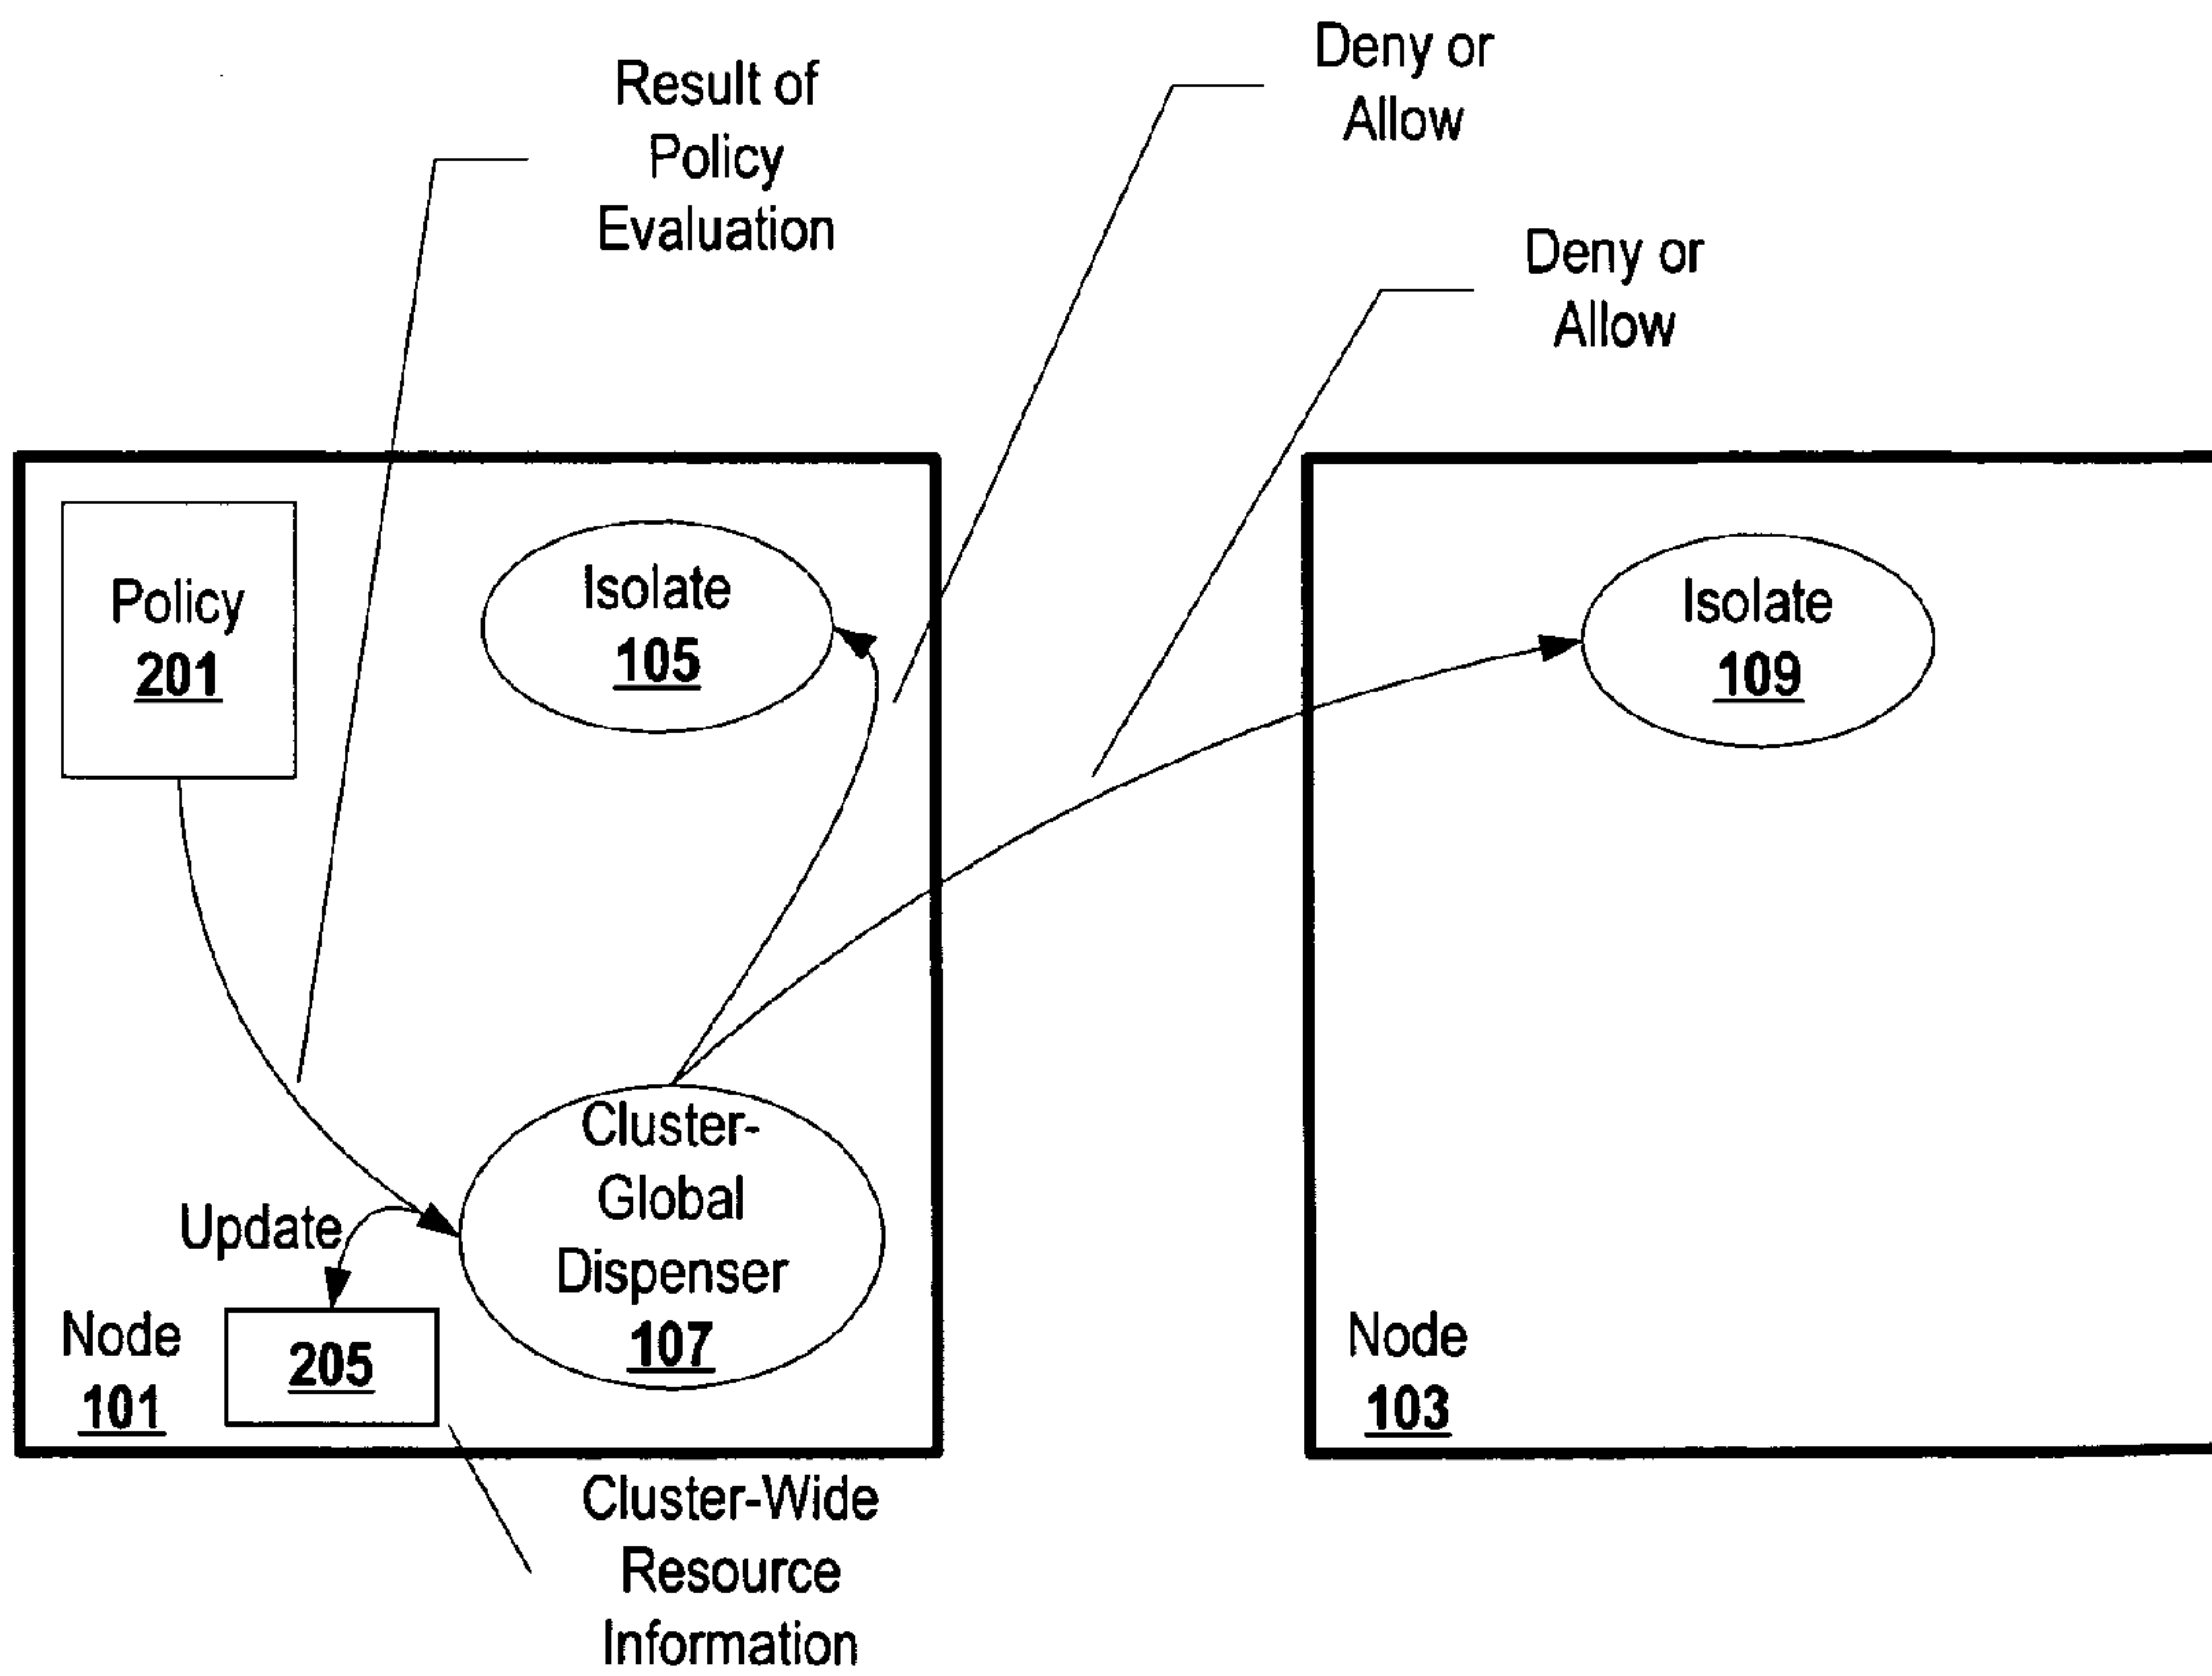 Result of
Policy
Evaluation
Deny or
Allow
Deny or
Allow
Policy
201
Isolate
105
Isolate
109
Update
Cluster-
Global
Dispenser
107
Node
101
205
Node
103
Cluster-Wide
Resource
Information